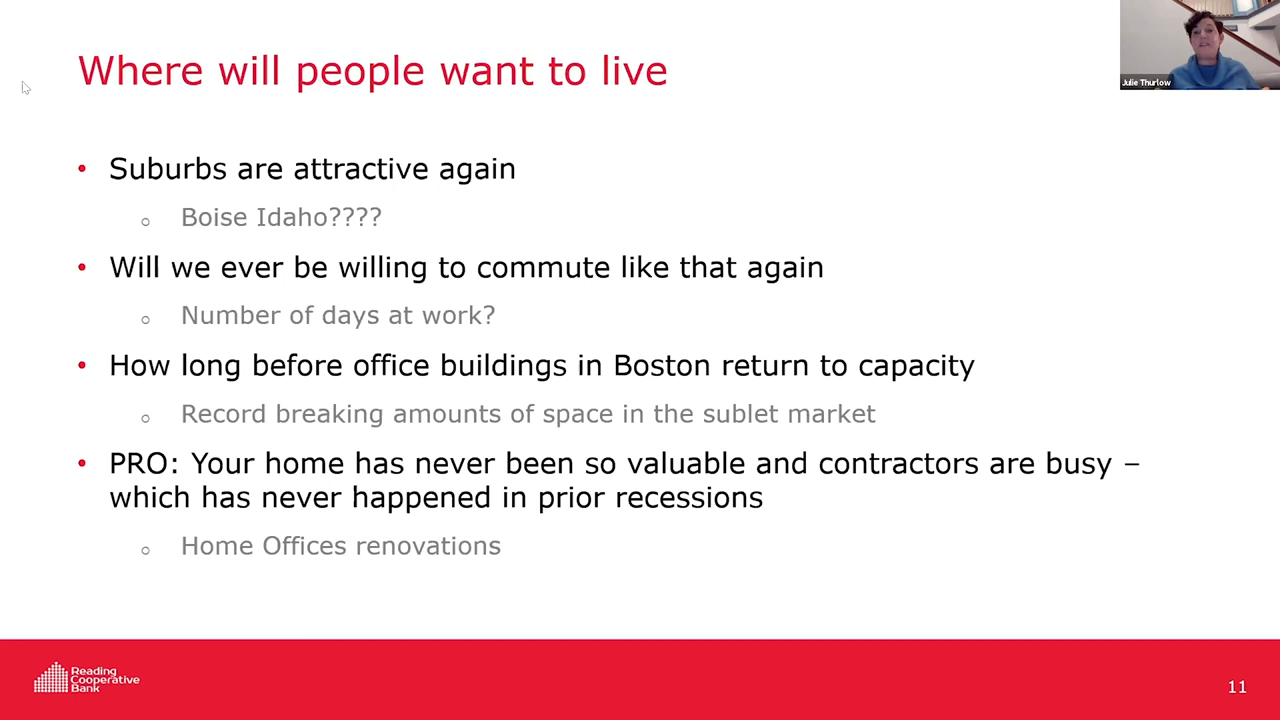 Where will people want to live
Julie Thurlow
• Suburbs are attractive again
o Boise Idaho????
• Will we ever be willing to commute like that again
o Number of days at work?
• How long before office buildings in Boston return to capacity
o Record breaking amounts of space in the sublet market
• PRO: Your home has never been so valuable and contractors are busy –
which has never happened in prior recessions
o Home Offices renovations
Reading
Cooperative
Bank
11